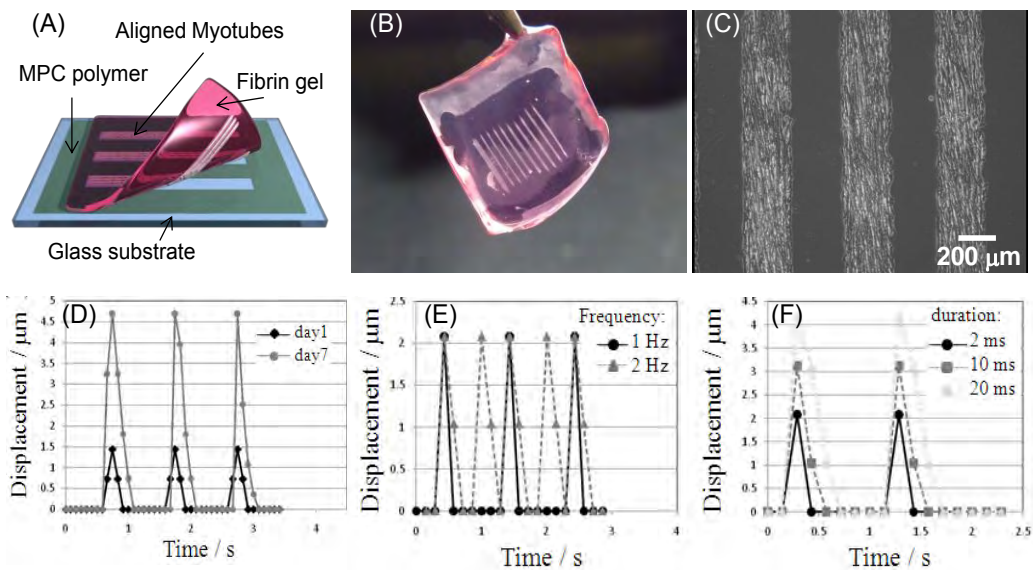 (A)
Aligned Myotubes
MPC polymer
Fibrin gel
Glass substrate
(B)
(C)
200 μm
(D)
day1
day7
Displacement / μm
5
4.5
4
3.5
3
2.5
2
1.5
1
0.5
0
0 1 2 3 4 5
Time / s
(E)
Frequency:
1 Hz
2 Hz
Displacement / μm
2.5
2
1.5
1
0.5
0
0 1 2 3 4
Time / s
(F)
duration:
2 ms
10 ms
20 ms
Displacement / μm
4.5
4
3.5
3
2.5
2
1.5
1
0.5
0
0 0.5 1 1.5 2 2.5
Time / s